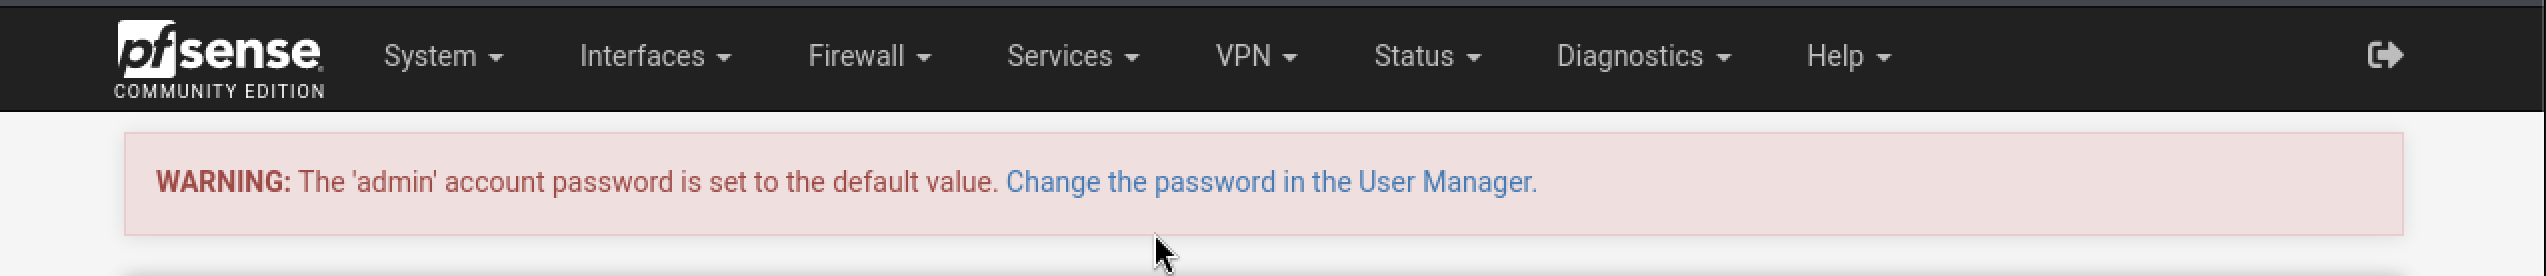 pfsense
COMMUNITY EDITION
System Interfaces Firewall Services VPN Status Diagnostics Help
WARNING: The 'admin' account password is set to the default value. Change the password in the User Manager.